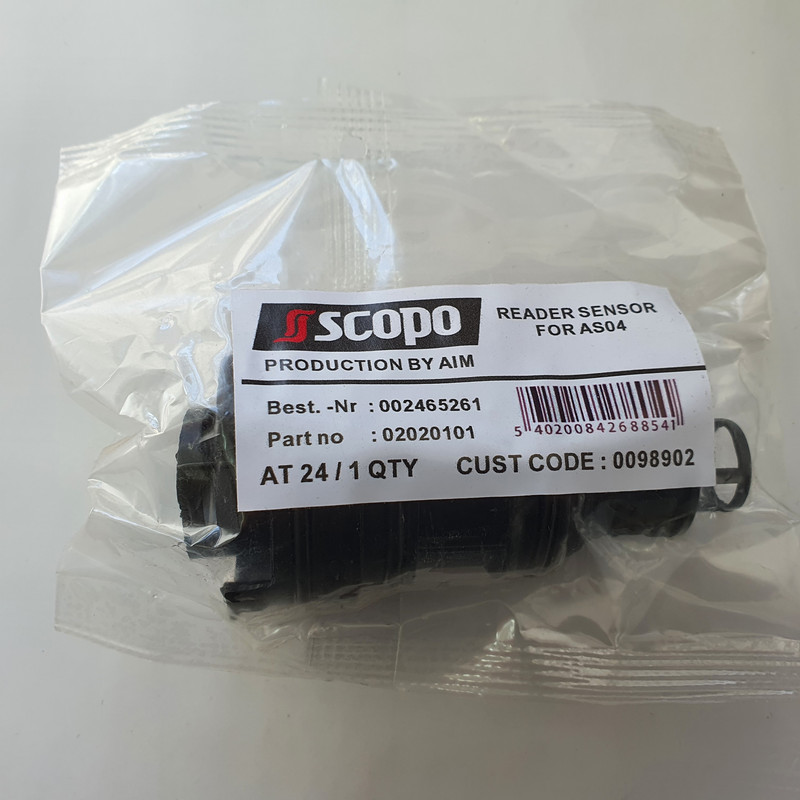 scopo
READER SENSOR
FOR AS04
PRODUCTION BY AIM
Best. -Nr : 002465261
Part no : 02020101
5 402008 426885 41
AT 24 / 1 QTY
CUST CODE : 0098902